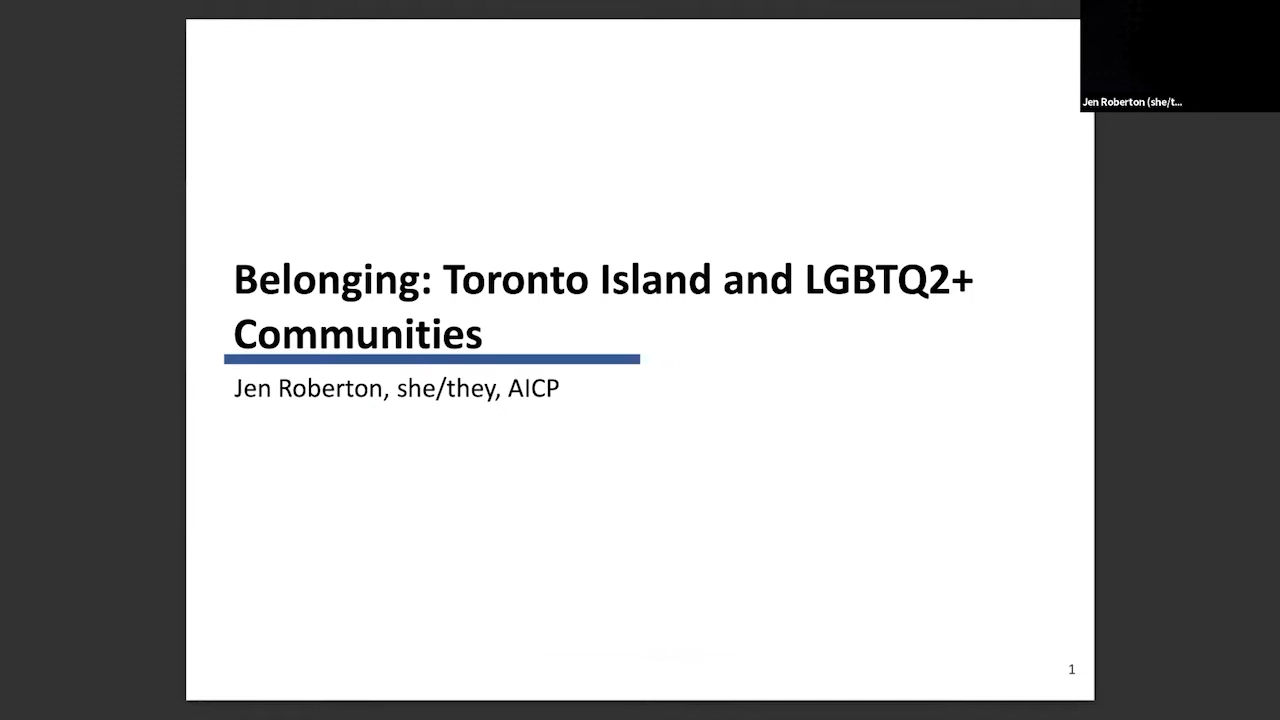 Jen Roberton (she/t...
Belonging: Toronto Island and LGBTQ2+
Communities
Jen Roberton, she/they, AICP
1